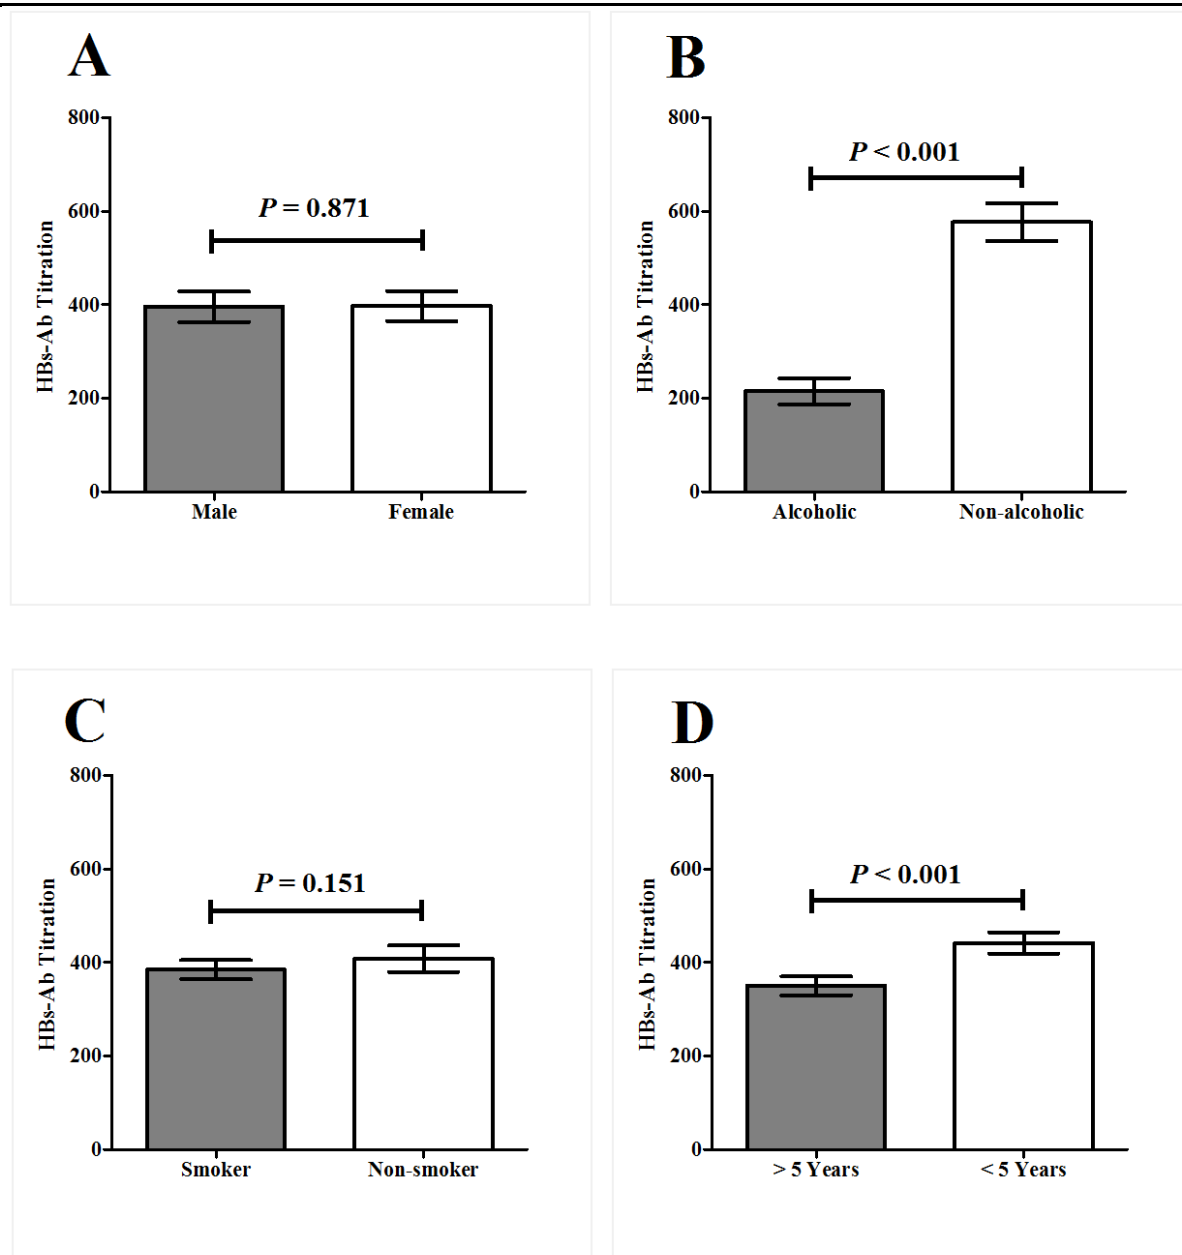 A
800
600
400
200
0
HBs-Ab Titration
P = 0.871
Male
Female
B
800
600
400
200
0
HBs-Ab Titration
P < 0.001
Alcoholic
Non-alcoholic
C
800
600
400
200
0
HBs-Ab Titration
P = 0.151
Smoker
Non-smoker
D
800
600
400
200
0
HBs-Ab Titration
P < 0.001
> 5 Years
< 5 Years